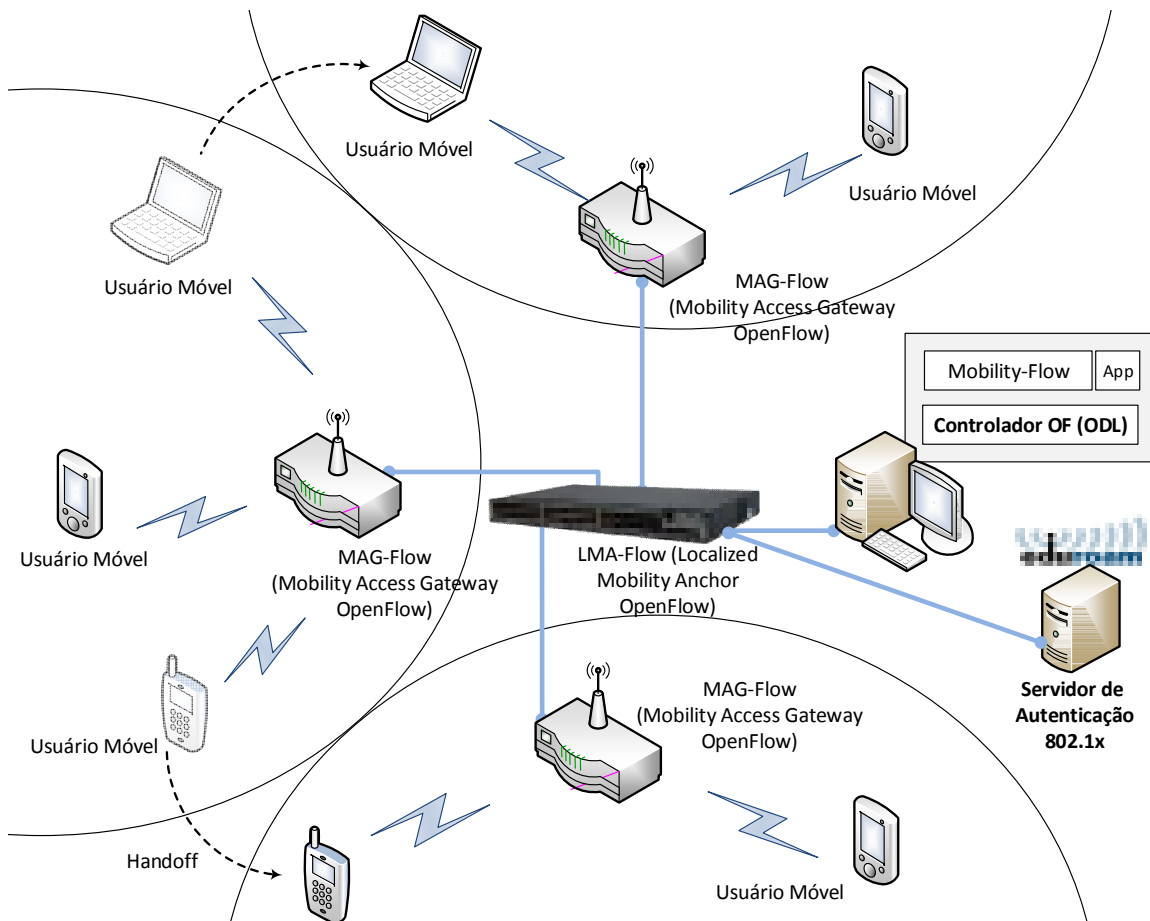 Usuário Móvel
Usuário Móvel
Usuário Móvel
MAG-Flow
(Mobility Access Gateway
OpenFlow)
Mobility-Flow
App
Controlador OF (ODL)
Usuário Móvel
MAG-Flow
(Mobility Access Gateway
OpenFlow)
LMA-Flow (Localized
Mobility Anchor
OpenFlow)
eduroam
Servidor de
Autenticação
802.1x
MAG-Flow
(Mobility Access Gateway
OpenFlow)
Usuário Móvel
Handoff
Usuário Móvel